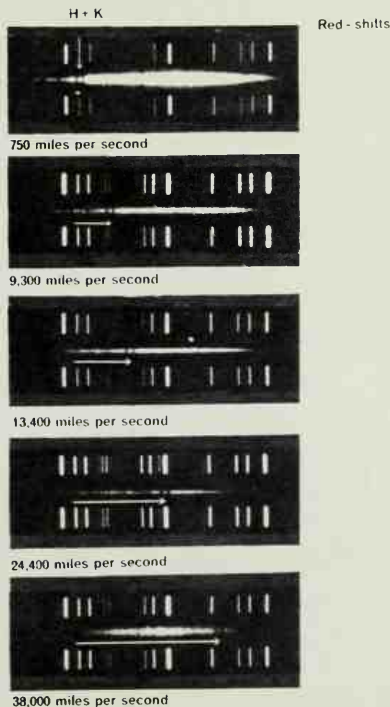 H + K
Red - shifts
750 miles per second
9,300 miles per second
13,400 miles per second
24,400 miles per second
38,000 miles per second